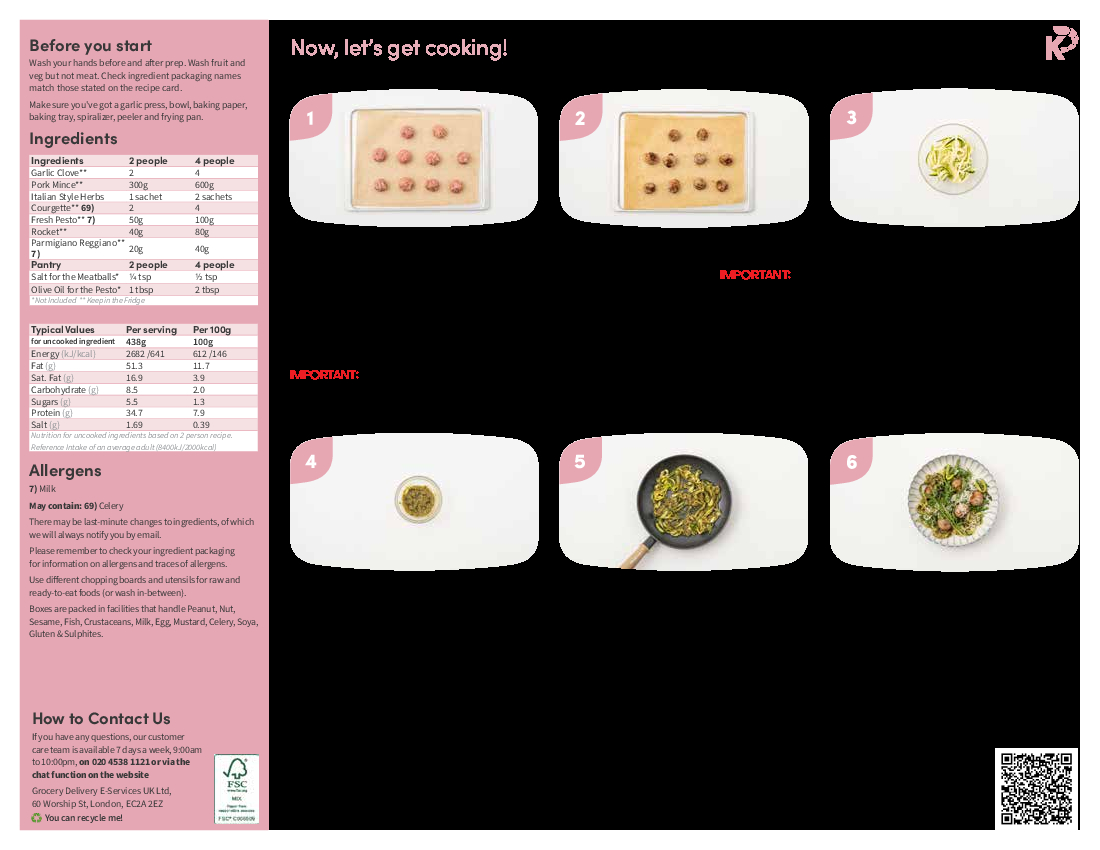 Before you start
Wash your hands before and after prep. Wash fruit and
veg but not meat. Check ingredient packaging names
match those stated on the recipe card.
Make sure you've got a garlic press, bowl, baking paper,
baking tray, spiralizer, peeler and frying pan.
Ingredients
Ingredients 2 people 4 people
Garlic Clove** 2 4
Pork Mince** 300g 600g
Italian Style Herbs 1 sachet 2 sachets
Courgette** 69) 2 4
Fresh Pesto** 7) 50g 100g
Rocket** 40g 80g
Parmigiano Reggiano**
7) 20g 40g
Pantry 2 people 4 people
Salt for the Meatballs* ¼ tsp ½ tsp
Olive Oil for the Pesto* 1 tbsp 2 tbsp
*Not Included ** Keep in the Fridge
Typical Values Per serving Per 100g
for uncooked ingredient 438g 100g
Energy (kJ/kcal) 2682 /641 612 /146
Fat (g) 51.3 11.7
Sat. Fat (g) 16.9 3.9
Carbohydrate (g) 8.5 2.0
Sugars (g) 5.5 1.3
Protein (g) 34.7 7.9
Salt (g) 1.69 0.39
Nutrition for uncooked ingredients based on 2 person recipe.
Reference Intake of an average adult (8400kJ/2000kcal)
Allergens
7) Milk
May contain: 69) Celery
There may be last-minute changes to ingredients, of which
we will always notify you by email.
Please remember to check your ingredient packaging
for information on allergens and traces of allergens.
Use different chopping boards and utensils for raw and
ready-to-eat foods (or wash in-between).
Boxes are packed in facilities that handle Peanut, Nut,
Sesame, Fish, Crustaceans, Milk, Egg, Mustard, Celery, Soya,
Gluten & Sulphites.
How to Contact Us
If you have any questions, our customer
care team is available 7 days a week, 9:00am
to 10:00pm, on 020 4538 1121 or via the
chat function on the website
Grocery Delivery E-Services UK Ltd,
60 Worship St, London, EC2A 2EZ
You can recycle me!
FSC
MIX
FSC® C006509
Now, let's get cooking!
K
1
2
3
IMPORTANT:
IMPORTANT:
4
5
6